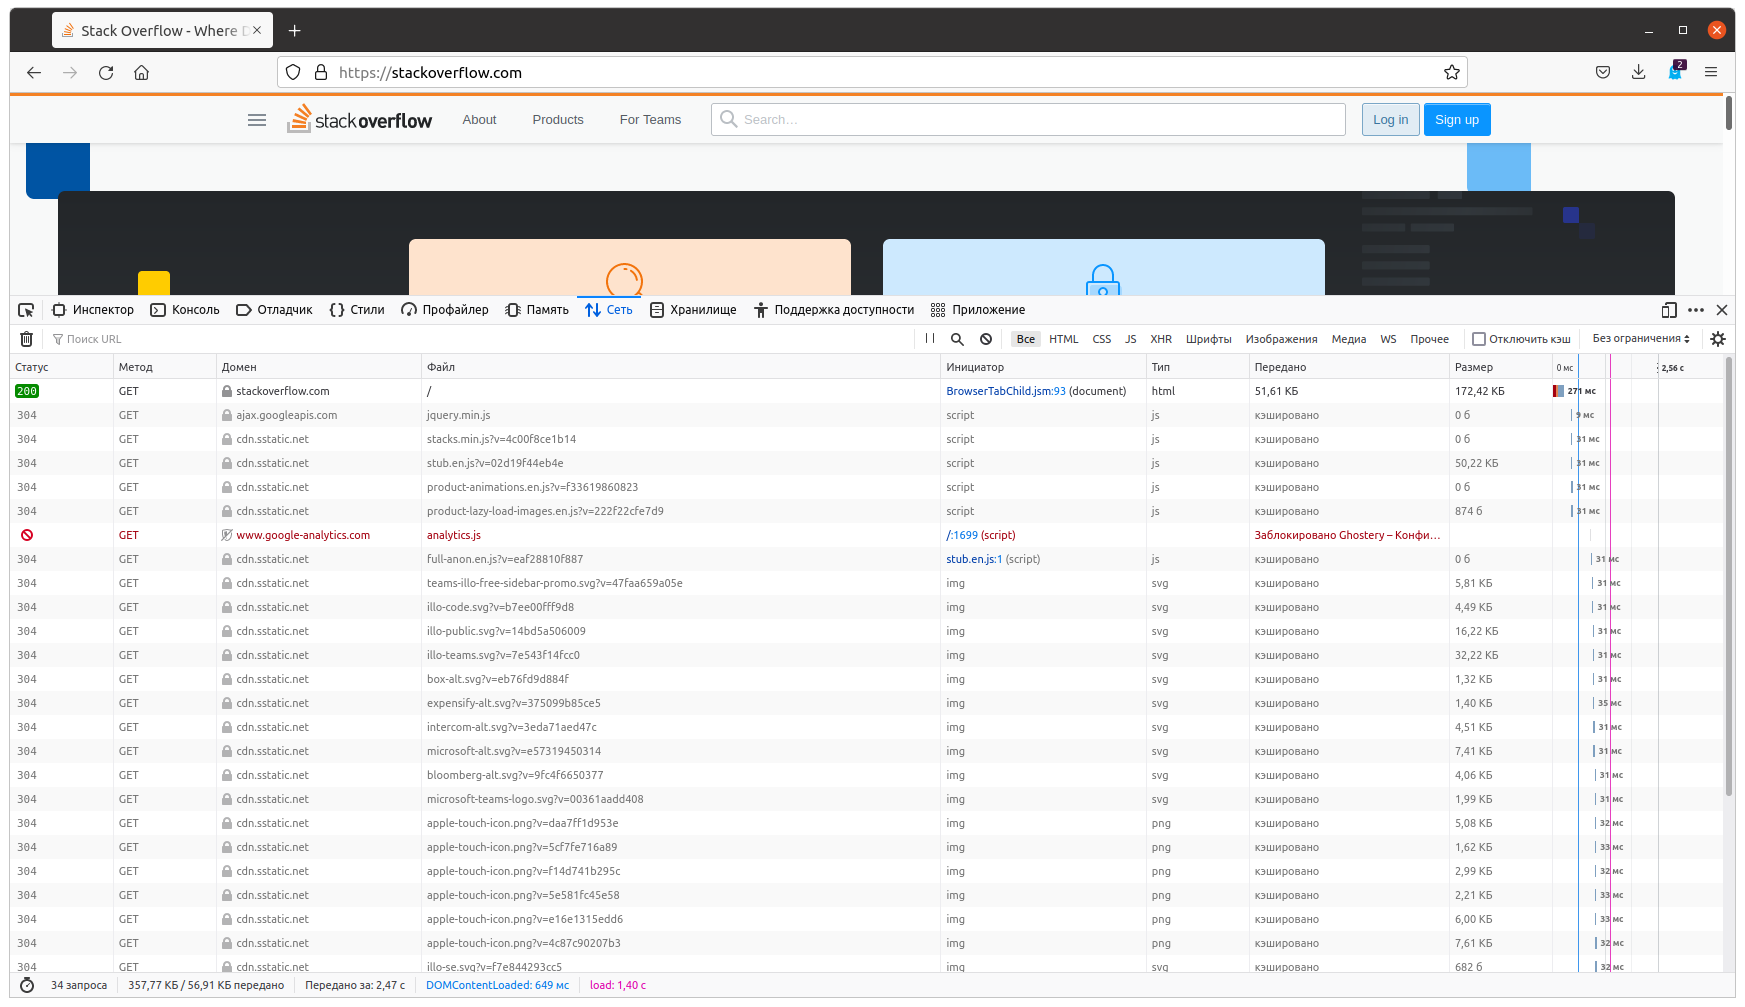 Stack Overflow - Where D
https://stackoverflow.com
2
stackoverflow About Products For Teams Search... Log in Sign up
Инспектор Консоль Отладчик Стили Профайлер Память Сеть Хранилище Поддержка доступности Приложение
Поиск URL Все HTML CSS JS XHR Шрифты Изображения Медиа WS Прочее Отключить кэш Без ограничения
Статус Метод Домен Файл Инициатор Тип Передано Размер 0 мс 2,56 с
200 GET stackoverflow.com / BrowserTabChild.jsm:93 (document) html 51,61 КБ 172,42 КБ 271 мс
304 GET ajax.googleapis.com jquery.min.js script js кэшировано 0 б 9 мс
304 GET cdn.sstatic.net stacks.min.js?v=4c00f8ce1b14 script js кэшировано 0 б 31 мс
304 GET cdn.sstatic.net stub.en.js?v=02d19f44eb4e script js кэшировано 50,22 КБ 31 мс
304 GET cdn.sstatic.net product-animations.en.js?v=f33619860823 script js кэшировано 0 б 31 мс
304 GET cdn.sstatic.net product-lazy-load-images.en.js?v=222f22cfe7d9 script js кэшировано 874 б 31 мс
GET www.google-analytics.com analytics.js /:1699 (script) Заблокировано Ghostery – Конфи...
304 GET cdn.sstatic.net full-anon.en.js?v=eaf28810f887 stub.en.js:1 (script) js кэшировано 0 б 31 мс
304 GET cdn.sstatic.net teams-illo-free-sidebar-promo.svg?v=47faa659a05e img svg кэшировано 5,81 КБ 31 мс
304 GET cdn.sstatic.net illo-code.svg?v=b7ee00fff9d8 img svg кэшировано 4,49 КБ 31 мс
304 GET cdn.sstatic.net illo-public.svg?v=14bd5a506009 img svg кэшировано 16,22 КБ 31 мс
304 GET cdn.sstatic.net illo-teams.svg?v=7e543f14fcc0 img svg кэшировано 32,22 КБ 31 мс
304 GET cdn.sstatic.net box-alt.svg?v=eb76fd9d884f img svg кэшировано 1,32 КБ 31 мс
304 GET cdn.sstatic.net expensify-alt.svg?v=375099b85ce5 img svg кэшировано 1,40 КБ 35 мс
304 GET cdn.sstatic.net intercom-alt.svg?v=3eda71aed47c img svg кэшировано 4,51 КБ 31 мс
304 GET cdn.sstatic.net microsoft-alt.svg?v=e57319450314 img svg кэшировано 7,41 КБ 31 мс
304 GET cdn.sstatic.net bloomberg-alt.svg?v=9fc4f6650377 img svg кэшировано 4,06 КБ 31 мс
304 GET cdn.sstatic.net microsoft-teams-logo.svg?v=00361aadd408 img svg кэшировано 1,99 КБ 31 мс
304 GET cdn.sstatic.net apple-touch-icon.png?v=daa7ff1d953e img png кэшировано 5,08 КБ 32 мс
304 GET cdn.sstatic.net apple-touch-icon.png?v=5cf7fe716a89 img png кэшировано 1,62 КБ 33 мс
304 GET cdn.sstatic.net apple-touch-icon.png?v=f14d741b295c img png кэшировано 2,99 КБ 32 мс
304 GET cdn.sstatic.net apple-touch-icon.png?v=5e581fc45e58 img png кэшировано 2,21 КБ 33 мс
304 GET cdn.sstatic.net apple-touch-icon.png?v=e16e1315edd6 img png кэшировано 6,00 КБ 33 мс
304 GET cdn.sstatic.net apple-touch-icon.png?v=4c87c90207b3 img png кэшировано 7,61 КБ 32 мс
304 GET cdn.sstatic.net illo-se.svg?v=f7e844293cc5 img svg кэшировано 682 б 32 мс
34 запроса 357,77 КБ / 56,91 КБ передано Передано за: 2,47 с DOMContentLoaded: 649 мс load: 1,40 с